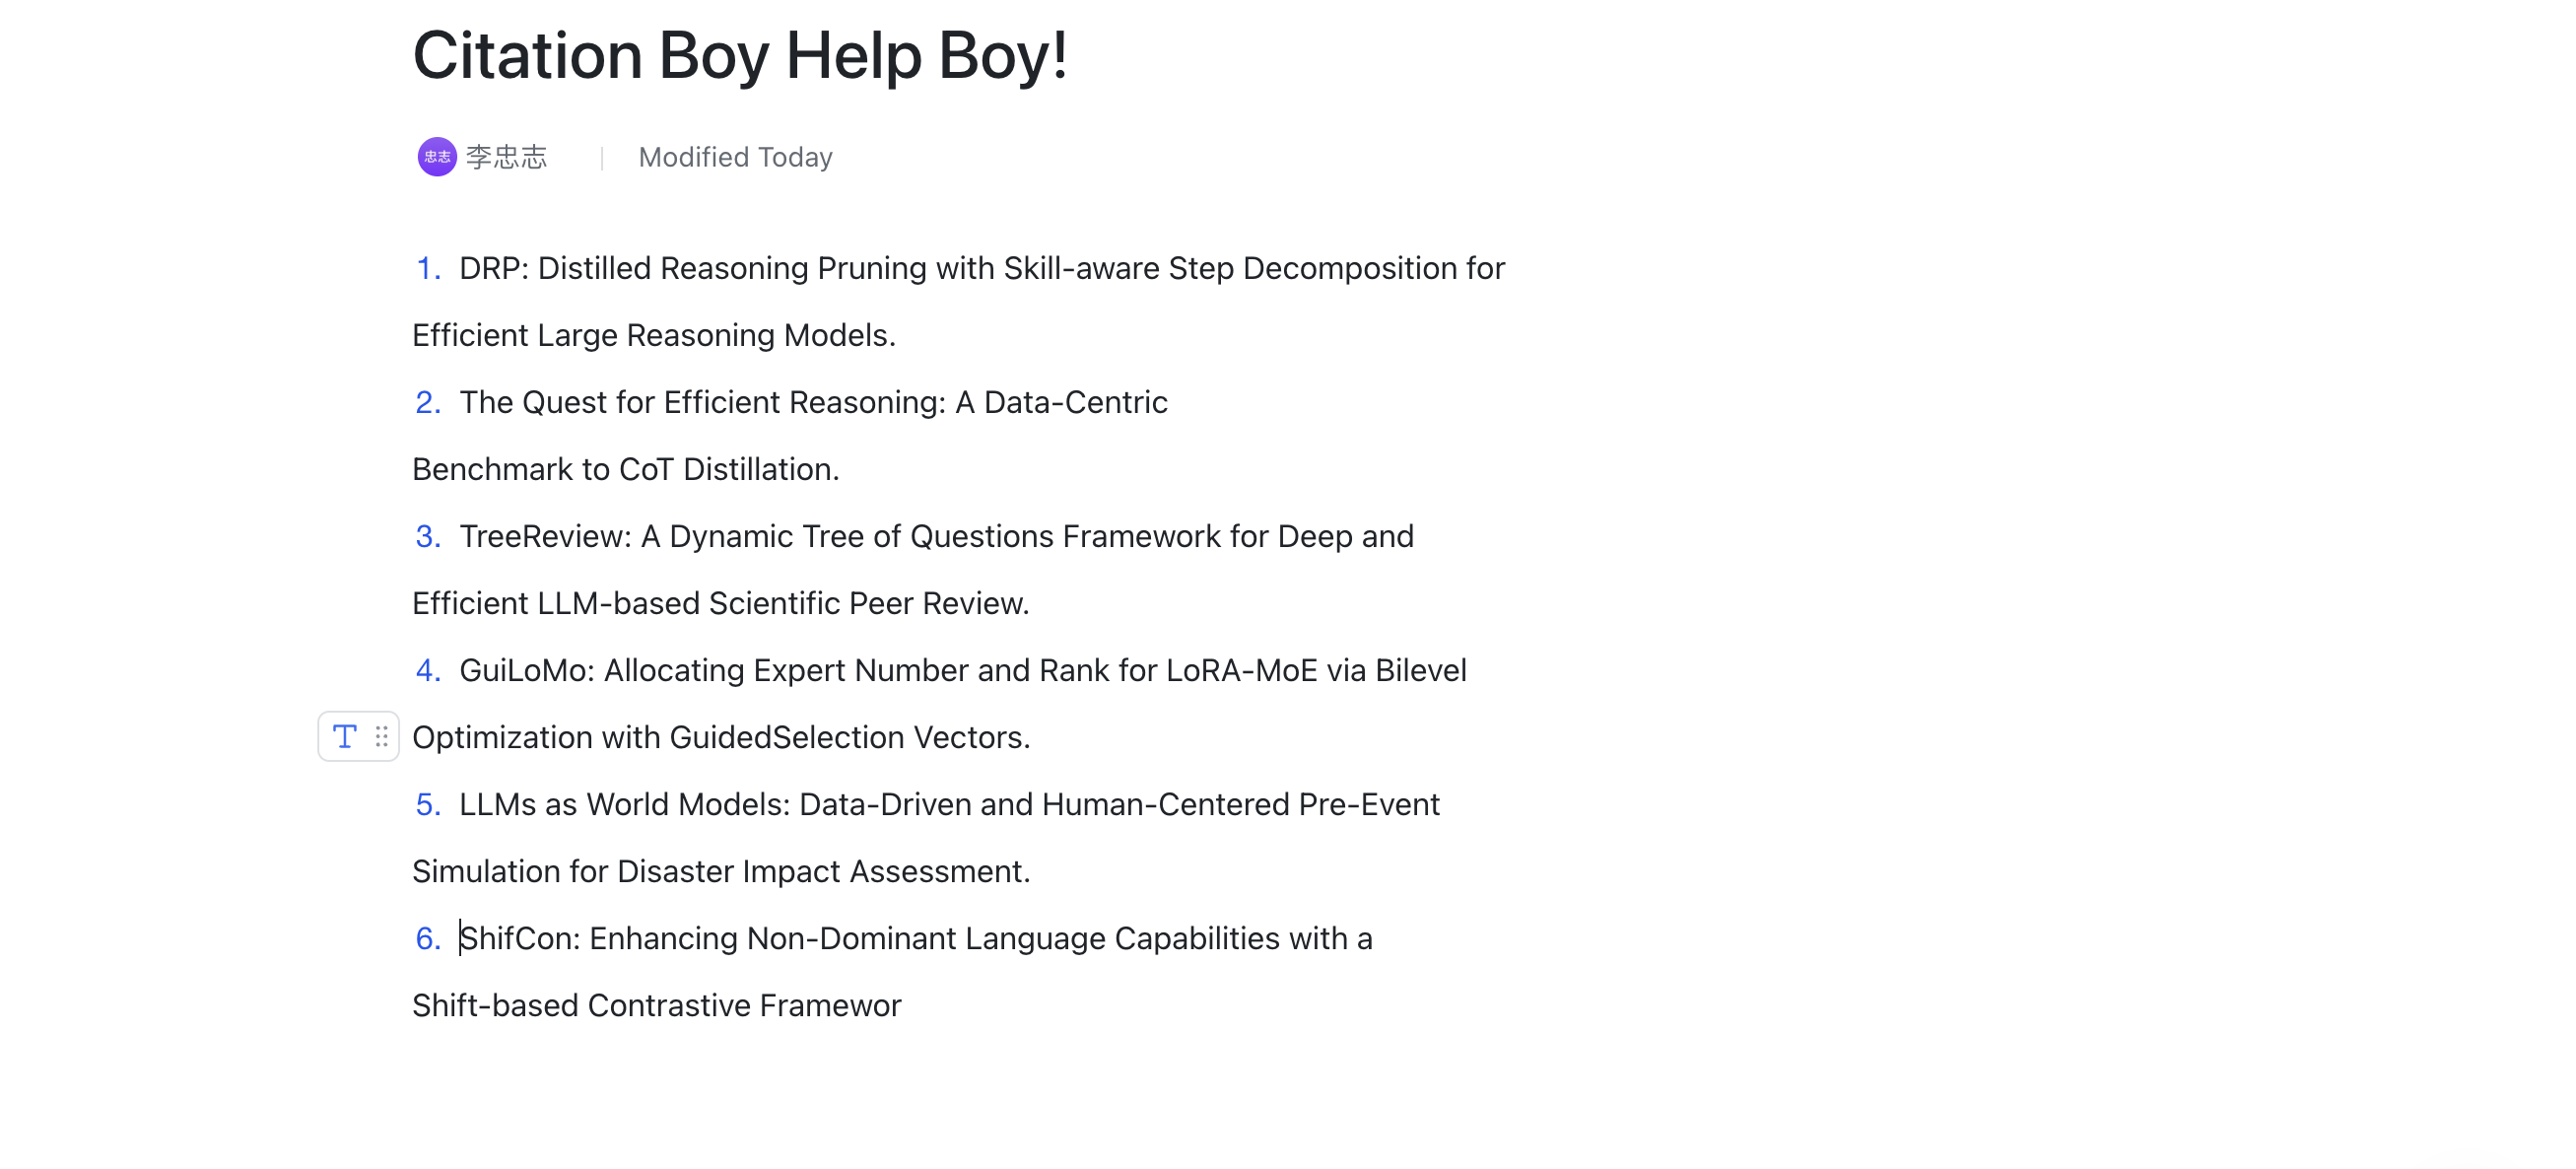 Citation Boy Help Boy!
忠志 李忠志 | Modified Today
1. DRP: Distilled Reasoning Pruning with Skill-aware Step Decomposition for
Efficient Large Reasoning Models.
2. The Quest for Efficient Reasoning: A Data-Centric
Benchmark to CoT Distillation.
3. TreeReview: A Dynamic Tree of Questions Framework for Deep and
Efficient LLM-based Scientific Peer Review.
4. GuiLoMo: Allocating Expert Number and Rank for LoRA-MoE via Bilevel
T Optimization with GuidedSelection Vectors.
5. LLMs as World Models: Data-Driven and Human-Centered Pre-Event
Simulation for Disaster Impact Assessment.
6. ShifCon: Enhancing Non-Dominant Language Capabilities with a
Shift-based Contrastive Framewor